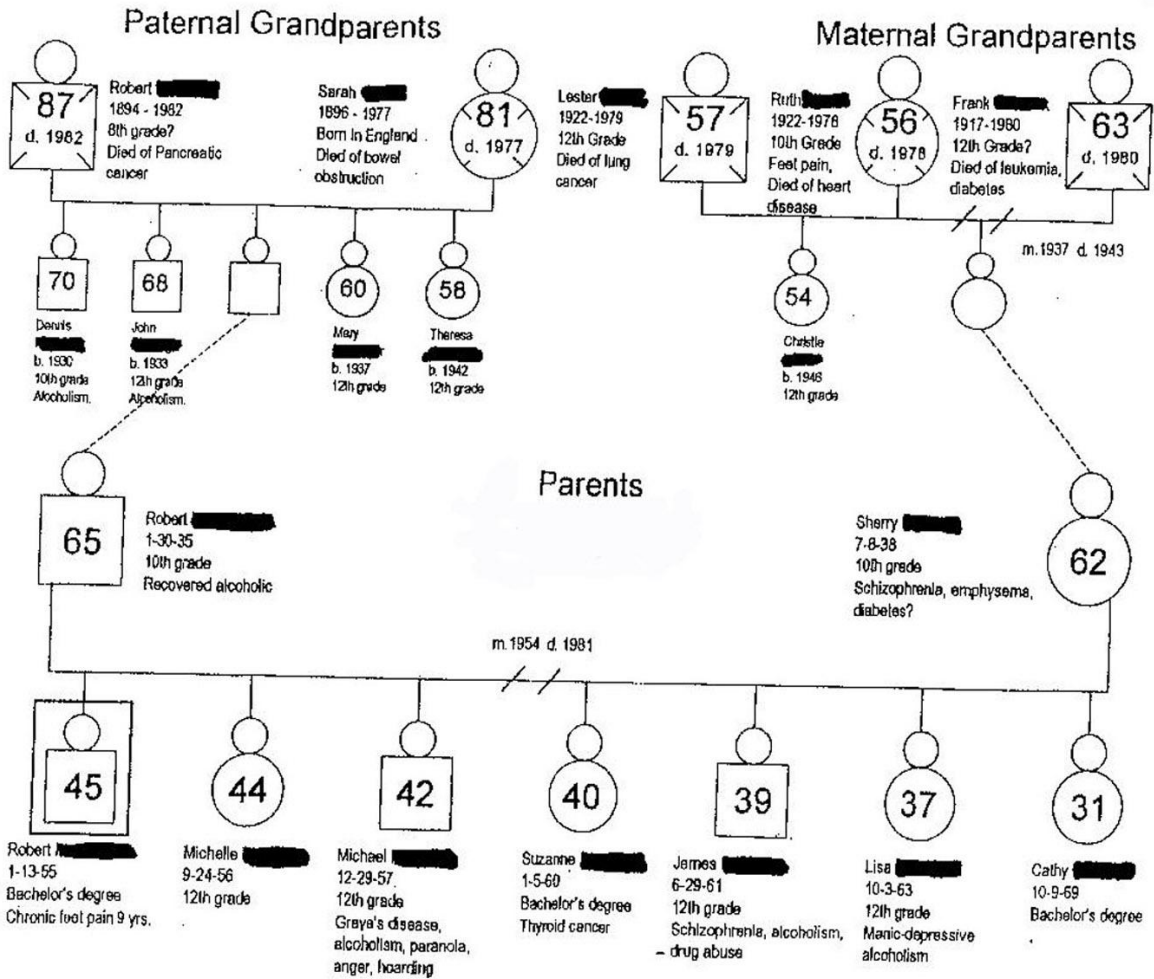 Paternal Grandparents
Maternal Grandparents
87
d. 1982
Robert
1894 - 1982
8th grade?
Died of Pancreatic
cancer
Sarah
1896 - 1977
Born In England
Died of bowel
obstruction
81
d. 1977
Lester
1922-1979
12th Grade
Died of lung
cancer
57
d. 1979
Ruth
1922-1978
10th Grade
Feet pain,
Died of heart
disease
56
d. 1978
Frank
1917-1980
12th Grade?
Died of leukemia,
diabetes
63
d. 1980
m.1937 d. 1943
70
Dennis
b. 1930
10th grade
Alcoholism.
68
John
b. 1933
12th grade
Alcoholism.
60
Mary
b. 1937
12th grade
58
Theresa
b. 1942
12th grade
54
Christie
b. 1946
12th grade
Parents
65
Robert
1-30-35
10th grade
Recovered alcoholic
Sherry
7-8-38
10th grade
Schizophrenia, emphysema,
diabetes?
62
m.1954 d. 1981
45
Robert
1-13-55
Bachelor's degree
Chronic foot pain 9 yrs.
44
Michelle
9-24-56
12th grade
42
Michael
12-29-57
12th grade
Grave's disease,
alcoholism, paranoia,
anger, hoarding
40
Suzanne
1-5-60
Bachelor's degree
Thyroid cancer
39
James
6-29-61
12th grade
Schizophrenia, alcoholism,
drug abuse
37
Lisa
10-3-63
12th grade
Manic-depressive
alcoholism
31
Cathy
10-9-69
Bachelor's degree